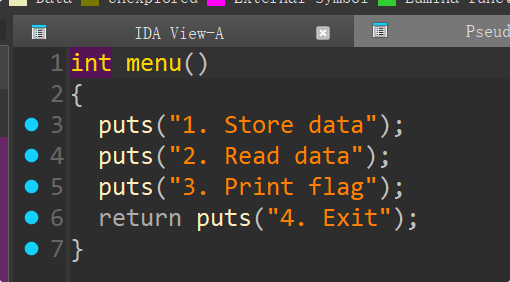 Data Unexplored External symbol Lumina func
IDA View-A Pseud
1 int menu()
2 {
3 puts("1. Store data");
4 puts("2. Read data");
5 puts("3. Print flag");
6 return puts("4. Exit");
7 }